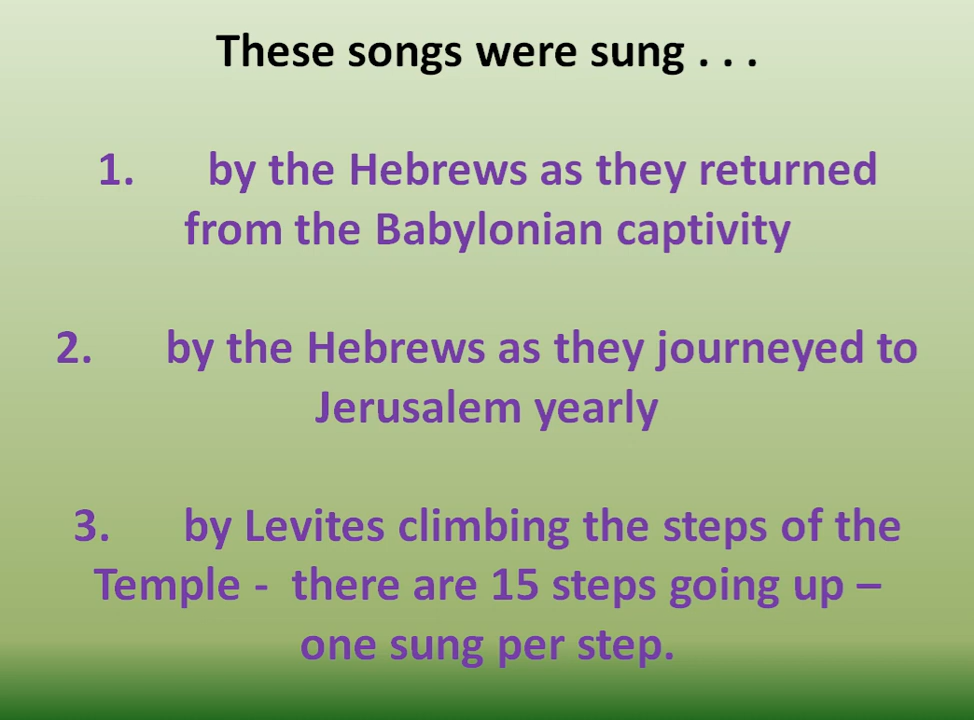 These songs were sung . . .
1. by the Hebrews as they returned
from the Babylonian captivity
2. by the Hebrews as they journeyed to
Jerusalem yearly
3. by Levites climbing the steps of the
Temple - there are 15 steps going up –
one sung per step.